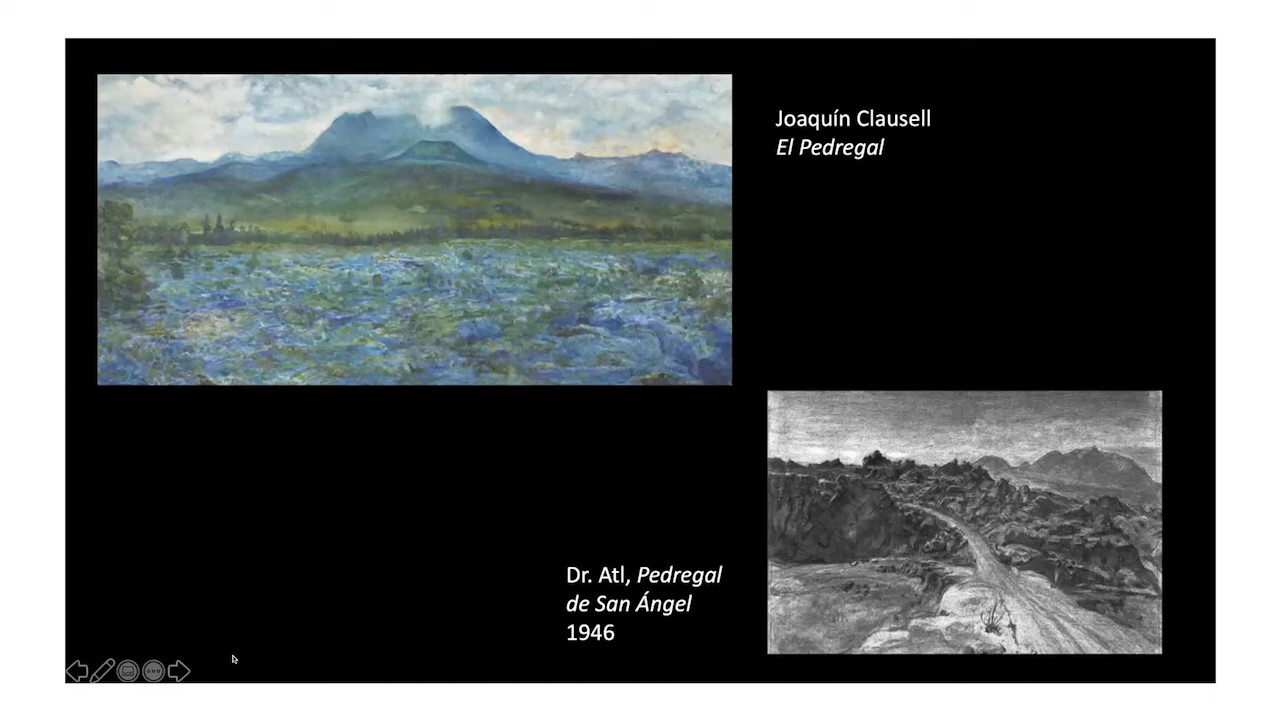 Joaquín Clausell
El Pedregal
Dr. Atl, Pedregal
de San Ángel
1946